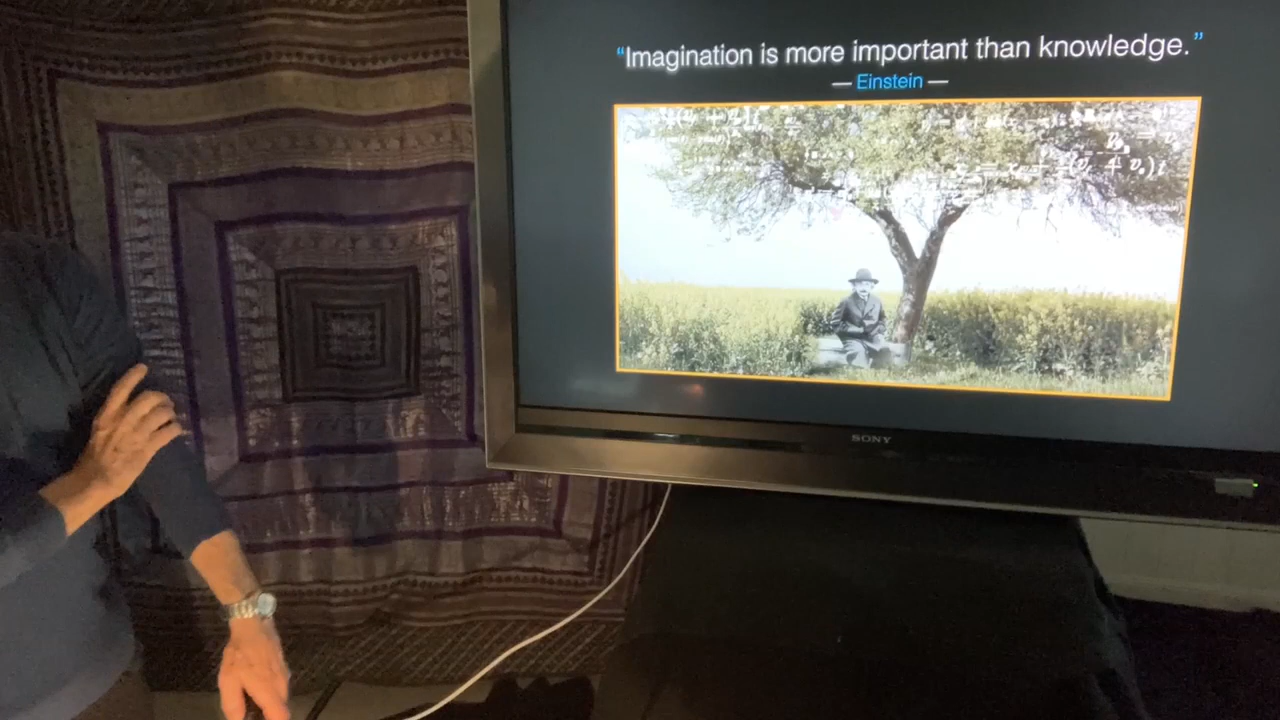 “Imagination is more important than knowledge.”
— Einstein —
SONY